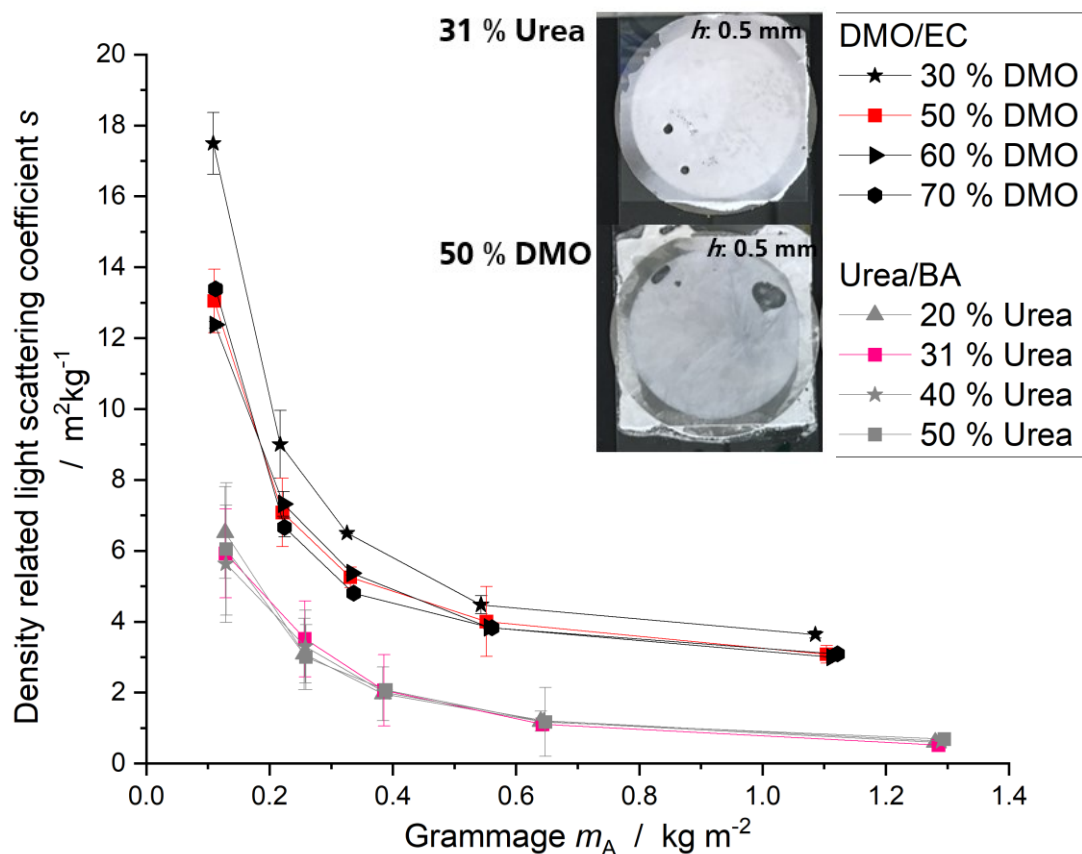 31 % Urea
h: 0.5 mm
50 % DMO
h: 0.5 mm
DMO/EC
30 % DMO
50 % DMO
60 % DMO
70 % DMO
Urea/BA
20 % Urea
31 % Urea
40 % Urea
50 % Urea
Density related light scattering coefficient s
/ m²kg⁻¹
20
18
16
14
12
10
8
6
4
2
0
0.0 0.2 0.4 0.6 0.8 1.0 1.2 1.4
Grammage m_A / kg m⁻²